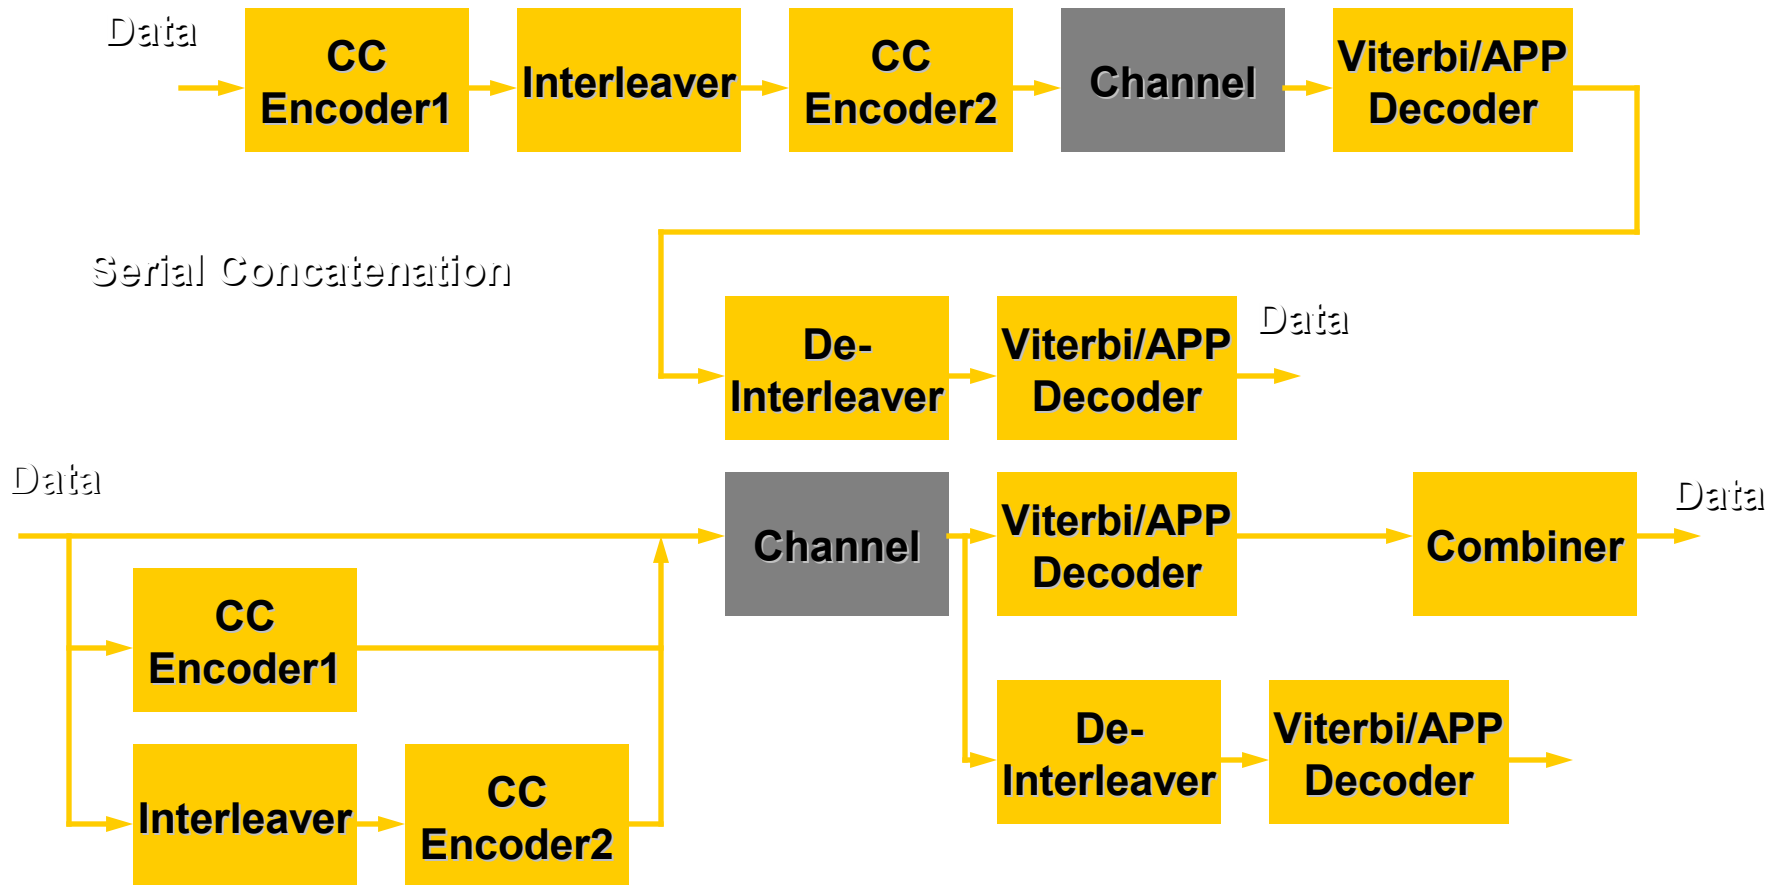 Data
CC
Encoder1
Interleaver
CC
Encoder2
Channel
Viterbi/APP
Decoder
Serial Concatenation
De-
Interleaver
Viterbi/APP
Decoder
Data
Data
CC
Encoder1
Interleaver
CC
Encoder2
Channel
Viterbi/APP
Decoder
Combiner
Data
De-
Interleaver
Viterbi/APP
Decoder